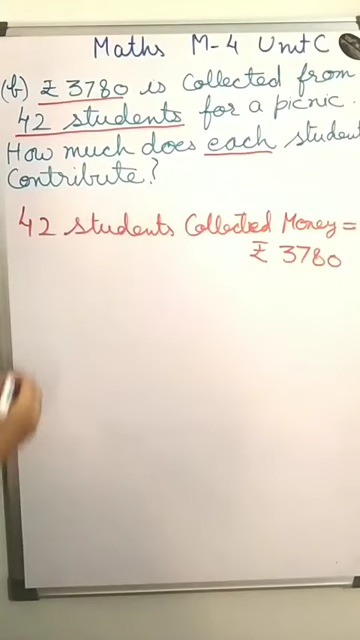 Maths M-4 Unit C
(b) ₹ 3780 is collected from
42 students for a picnic.
How much does each student
Contribute?
42 students Collected Money =
₹ 3780